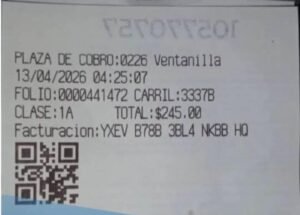 105770757
PLAZA DE COBRO:0226 Ventanilla
13/04/2026 04:25:07
FOLIO:0000441472 CARRIL:3337B
CLASE:1A TOTAL:$245.00
Facturacion:YXEV B78B 3BL4 NKBB HQ